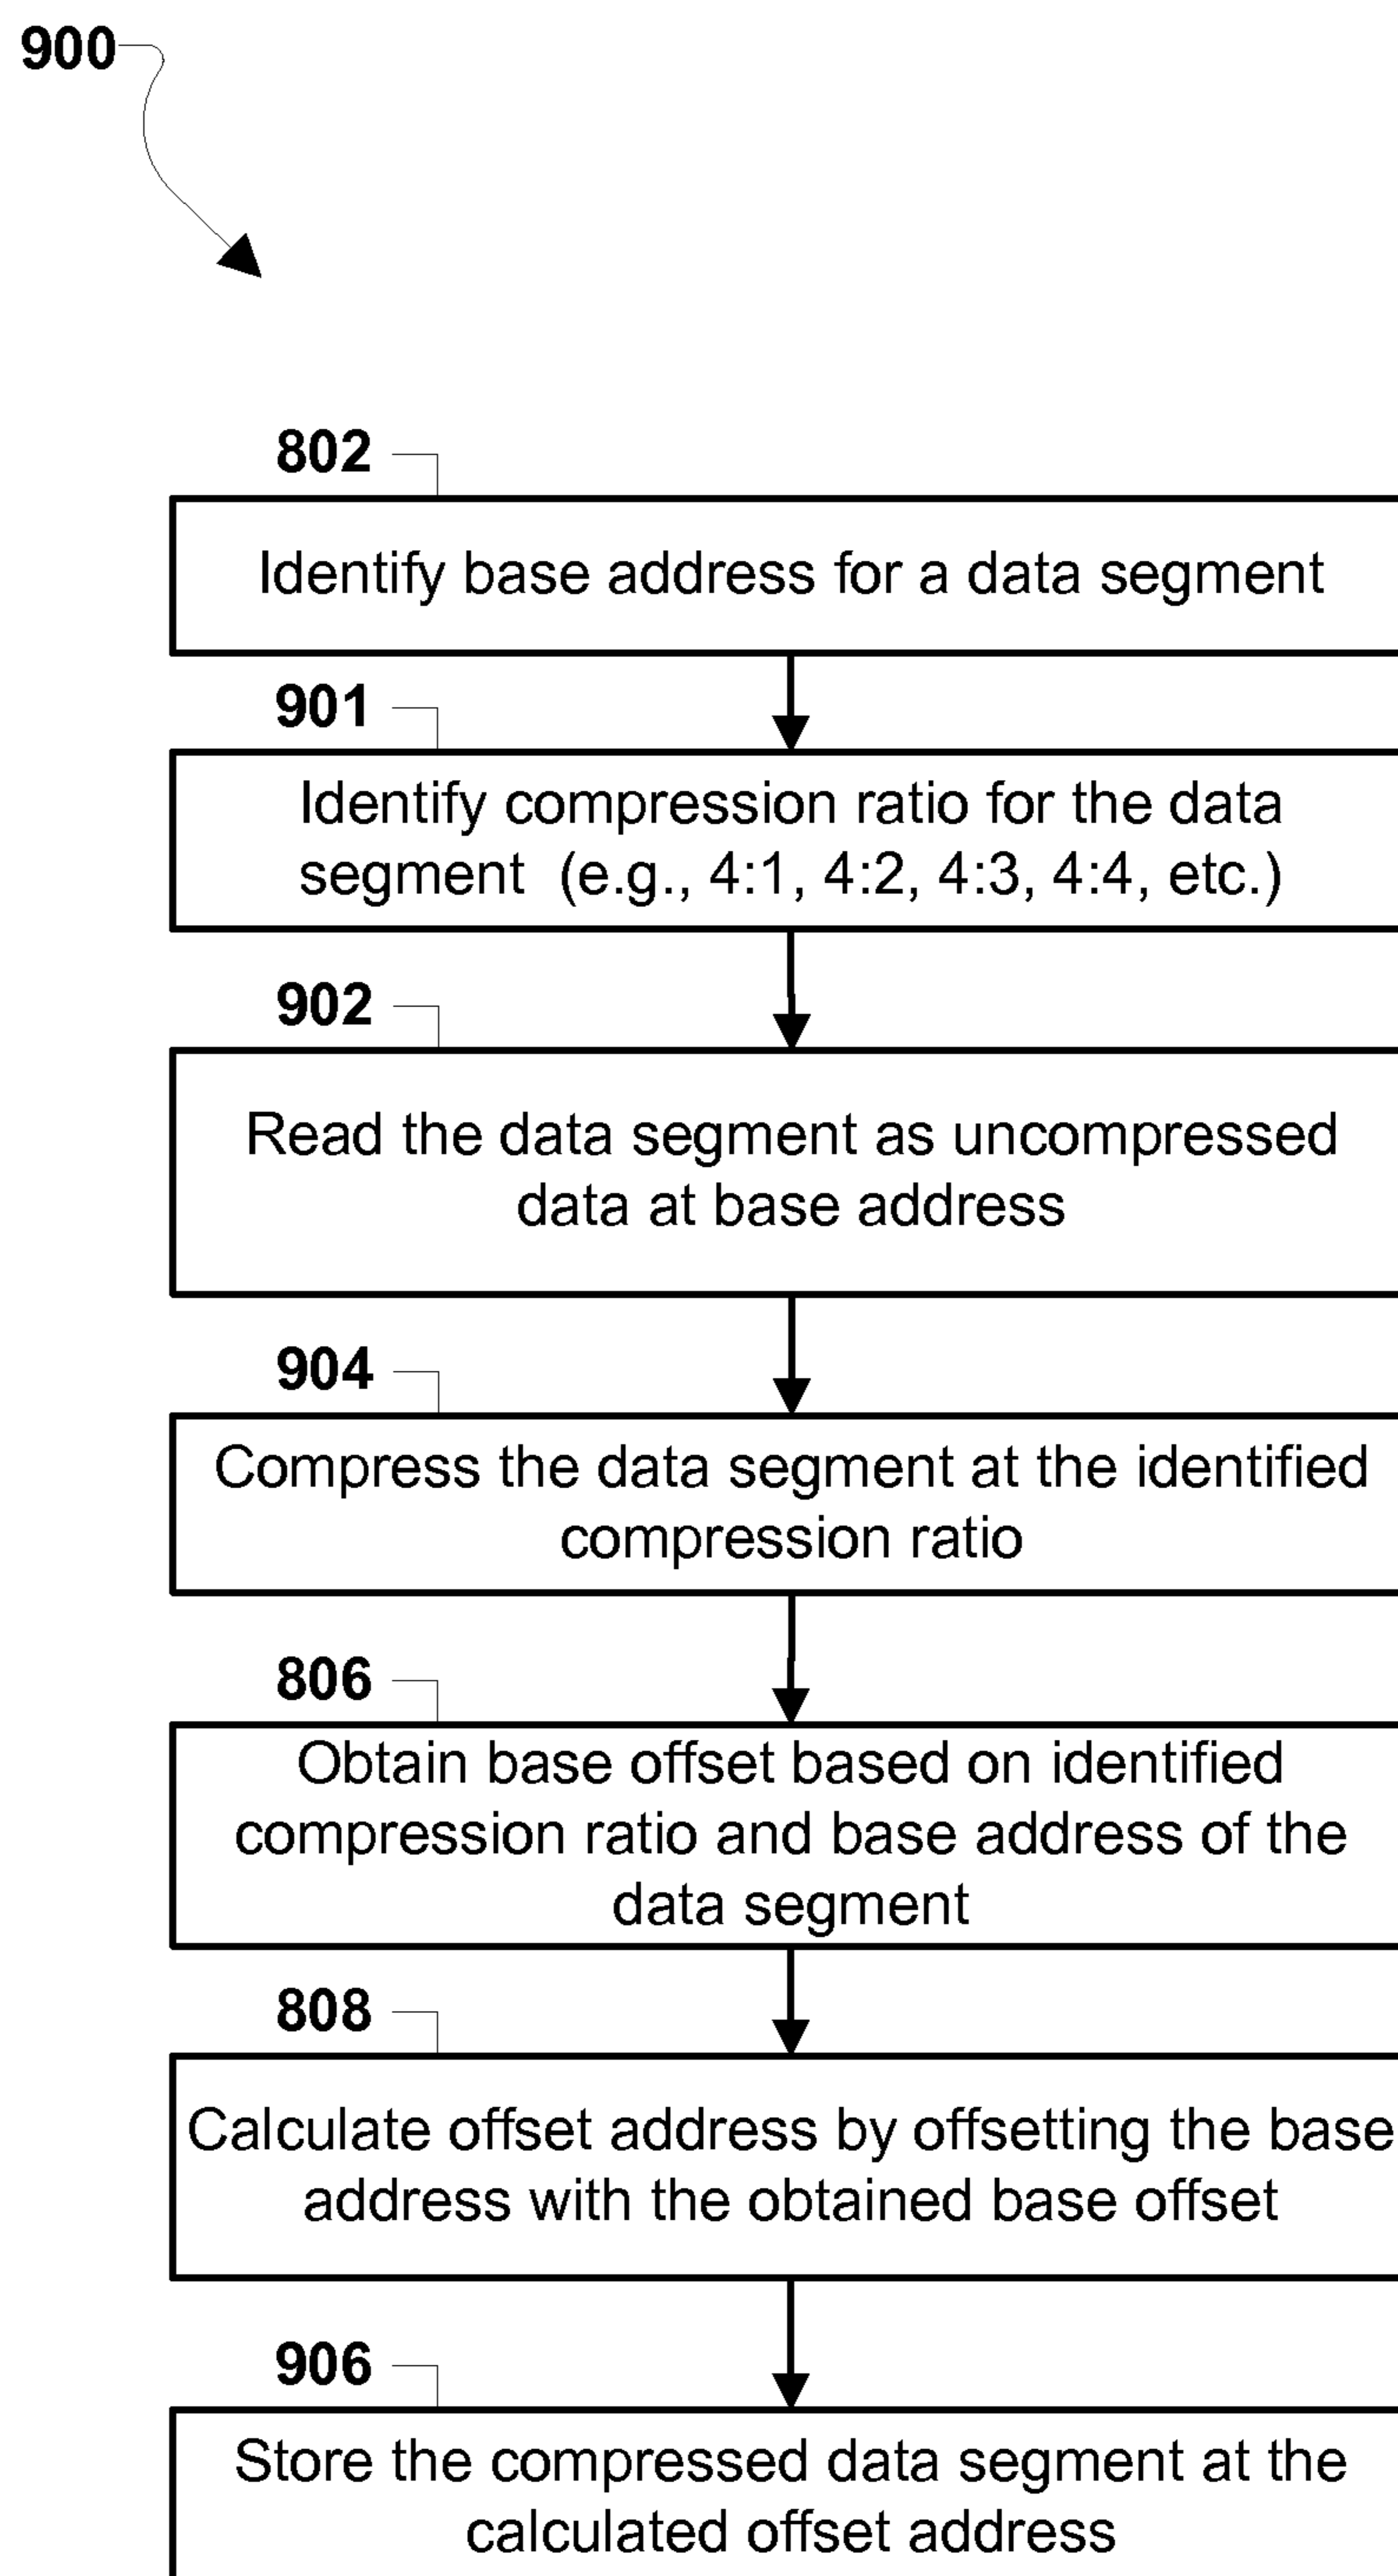 900
802
Identify base address for a data segment
901
Identify compression ratio for the data
segment (e.g., 4:1, 4:2, 4:3, 4:4, etc.)
902
Read the data segment as uncompressed
data at base address
904
Compress the data segment at the identified
compression ratio
806
Obtain base offset based on identified
compression ratio and base address of the
data segment
808
Calculate offset address by offsetting the base
address with the obtained base offset
906
Store the compressed data segment at the
calculated offset address